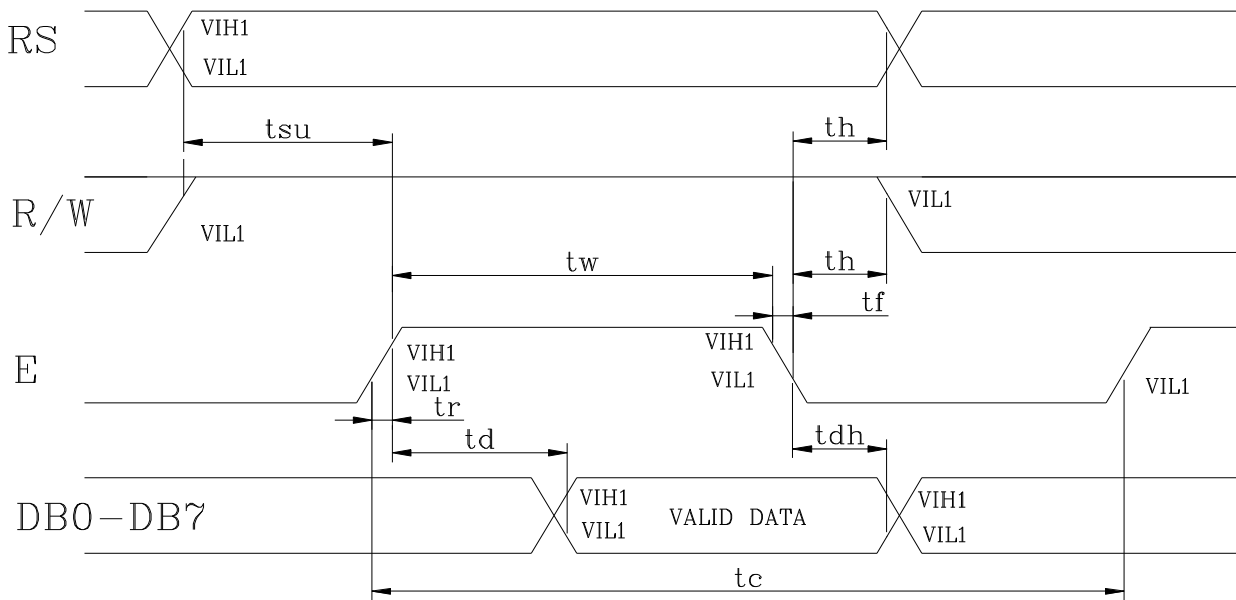 RS
VIH1
VIL1
tsu
th
R/W
VIL1
VIL1
tw
th
tf
E
VIH1
VIL1
VIH1
VIL1
VIL1
tr
td
tdh
DB0-DB7
VIH1
VIL1
VALID DATA
VIH1
VIL1
tc